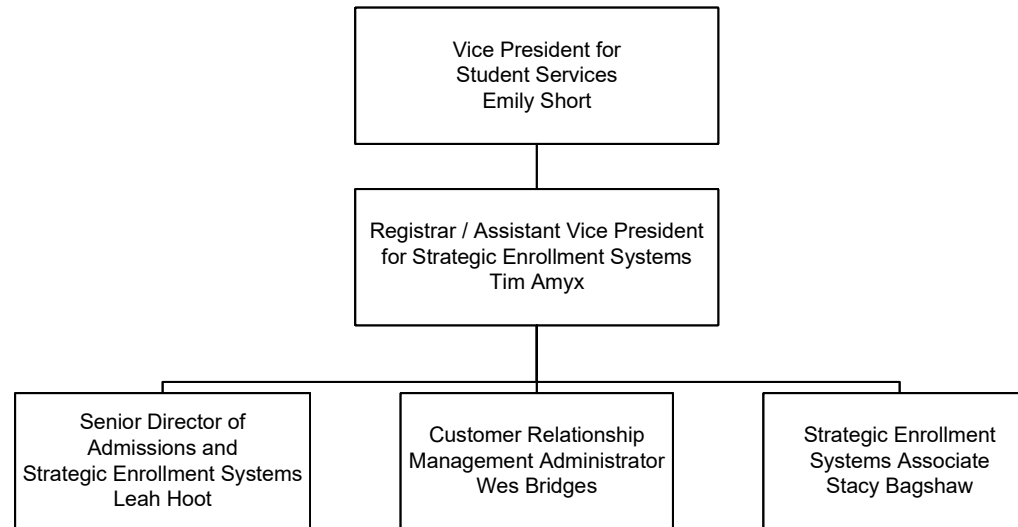 Vice President for
Student Services
Emily Short
Registrar / Assistant Vice President
for Strategic Enrollment Systems
Tim Amyx
Senior Director of
Admissions and
Strategic Enrollment Systems
Leah Hoot
Customer Relationship
Management Administrator
Wes Bridges
Strategic Enrollment
Systems Associate
Stacy Bagshaw